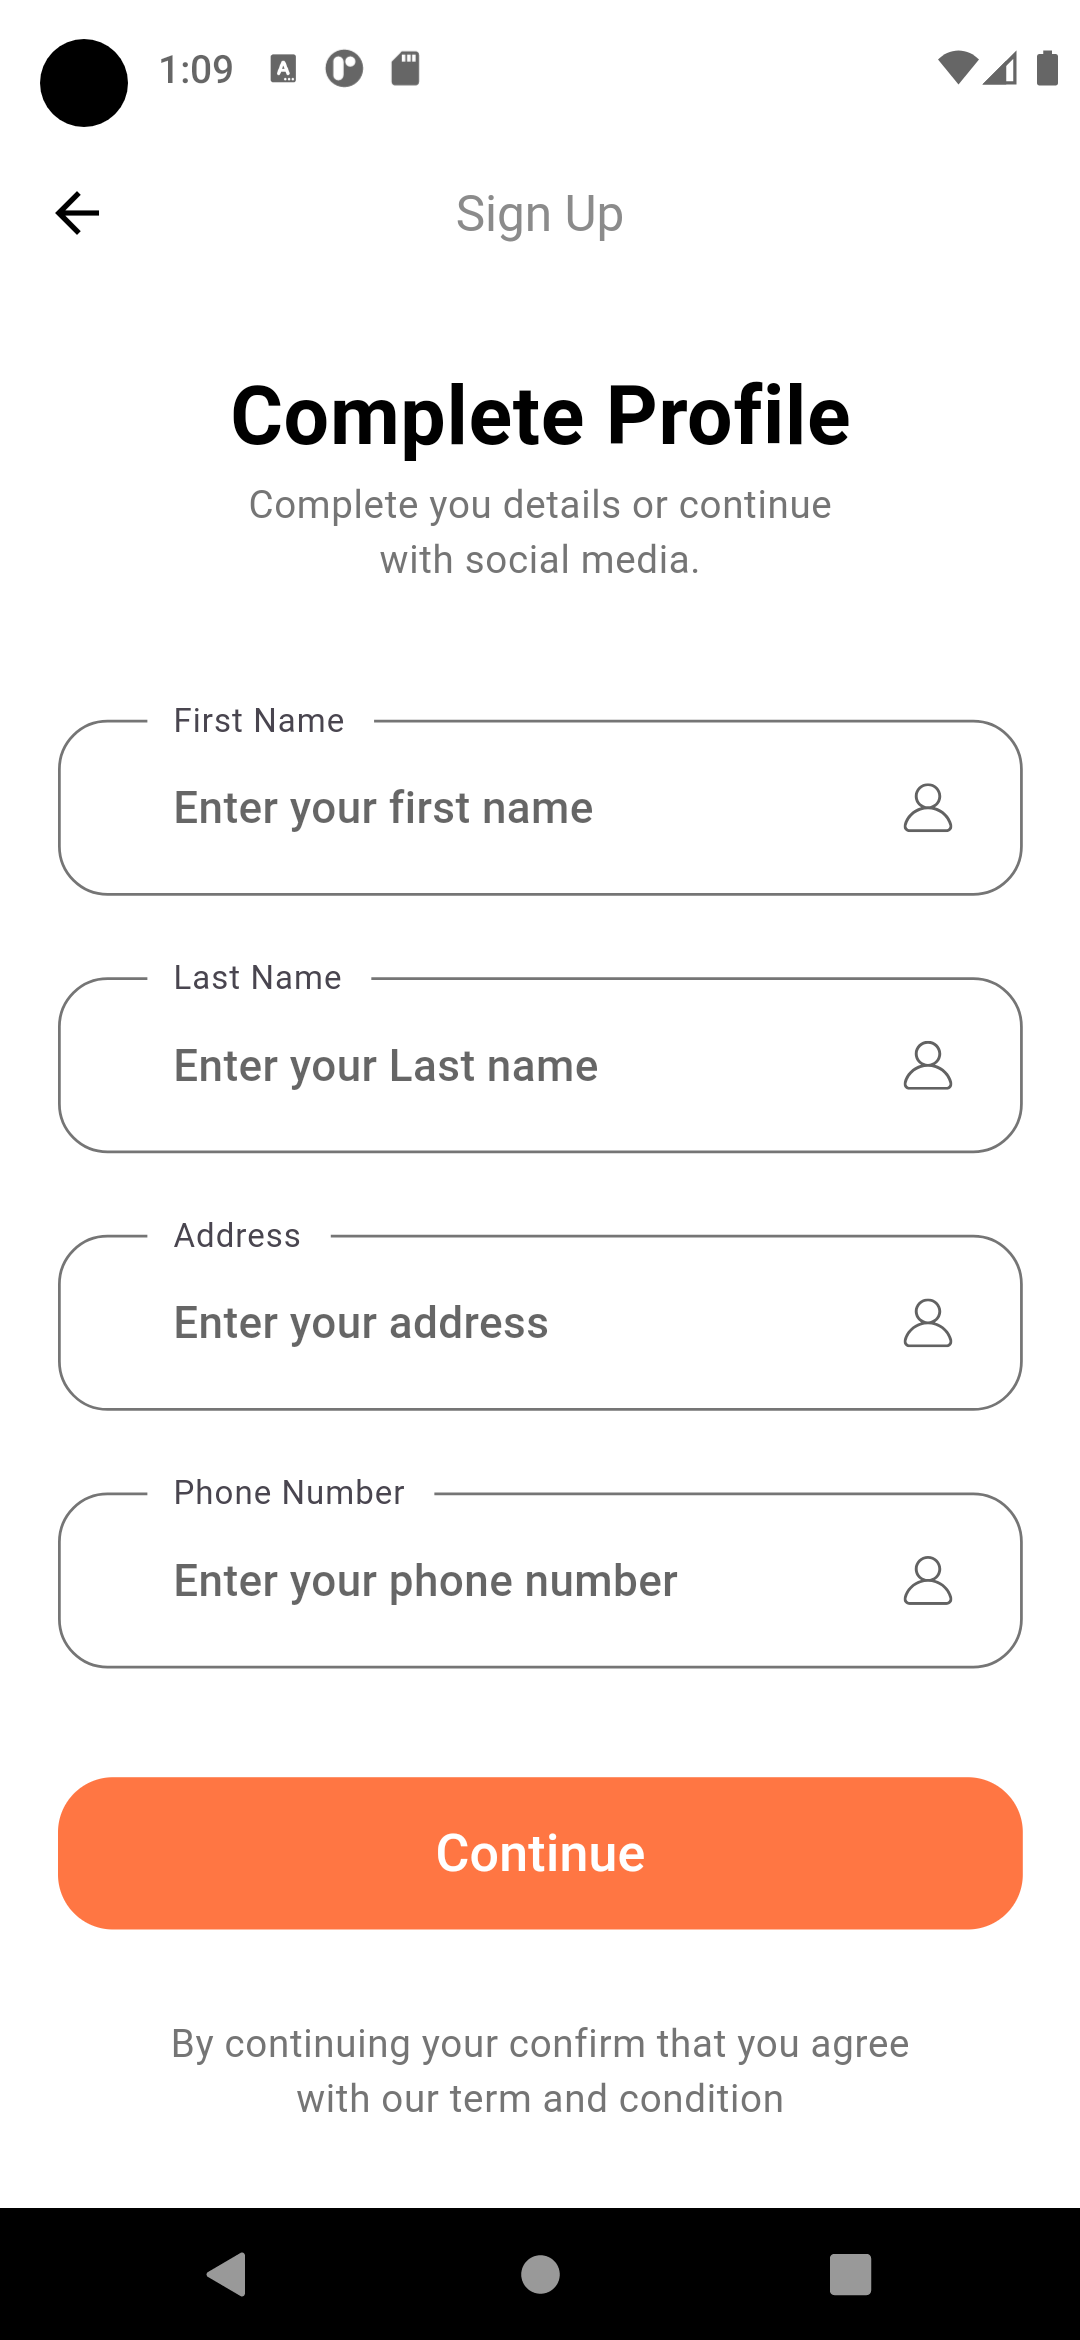 1:09
Sign Up
Complete Profile
Complete you details or continue
with social media.
First Name
Enter your first name
Last Name
Enter your Last name
Address
Enter your address
Phone Number
Enter your phone number
Continue
By continuing your confirm that you agree
with our term and condition